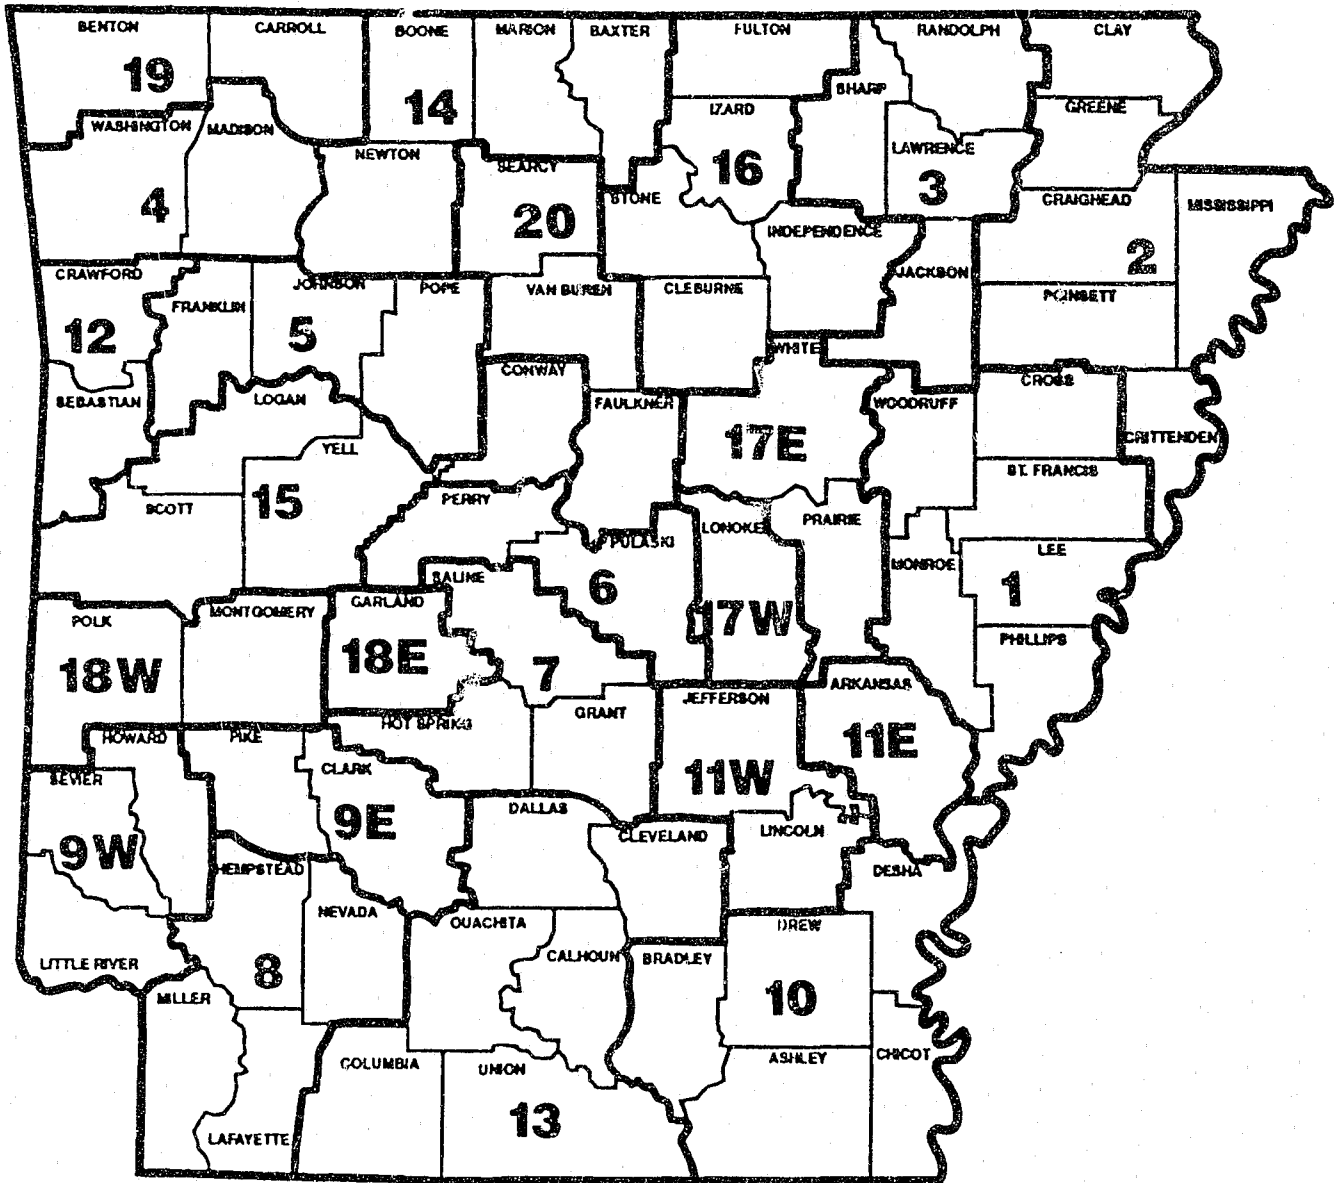 BENTON
CARROLL
BOONE
MARION
BAXTER
FULTON
RANDOLPH
CLAY
19
14
SHARP
IZARD
GREENE
WASHINGTON
MADISON
NEWTON
SEARCY
16
LAWRENCE
3
STONE
CRAIGHEAD
MISSISSIPPI
4
20
INDEPENDENCE
2
CRAWFORD
JACKSON
FRANKLIN
JOHNSON
POPE
VAN BUREN
CLEBURNE
POINSETT
12
5
WHITE
CONWAY
CROSS
SEBASTIAN
LOGAN
FAULKNER
WOODRUFF
17E
CRITTENDEN
YELL
ST. FRANCIS
15
PERRY
SCOTT
LONOKE
PRAIRIE
PULASKI
LEE
MONROE
SALINE
6
1
GARLAND
MONTGOMERY
POLK
17W
PHILLIPS
18W
18E
7
ARKANSAS
JEFFERSON
GRANT
HOT SPRING
HOWARD
PIKE
11E
CLARK
SEVIER
11W
DALLAS
9E
LINCOLN
CLEVELAND
9W
HEMPSTEAD
DESHA
NEVADA
OUACHITA
DREW
CALHOUN
BRADLEY
LITTLE RIVER
8
MILLER
10
ASHLEY
CHICOT
COLUMBIA
UNION
13
LAFAYETTE